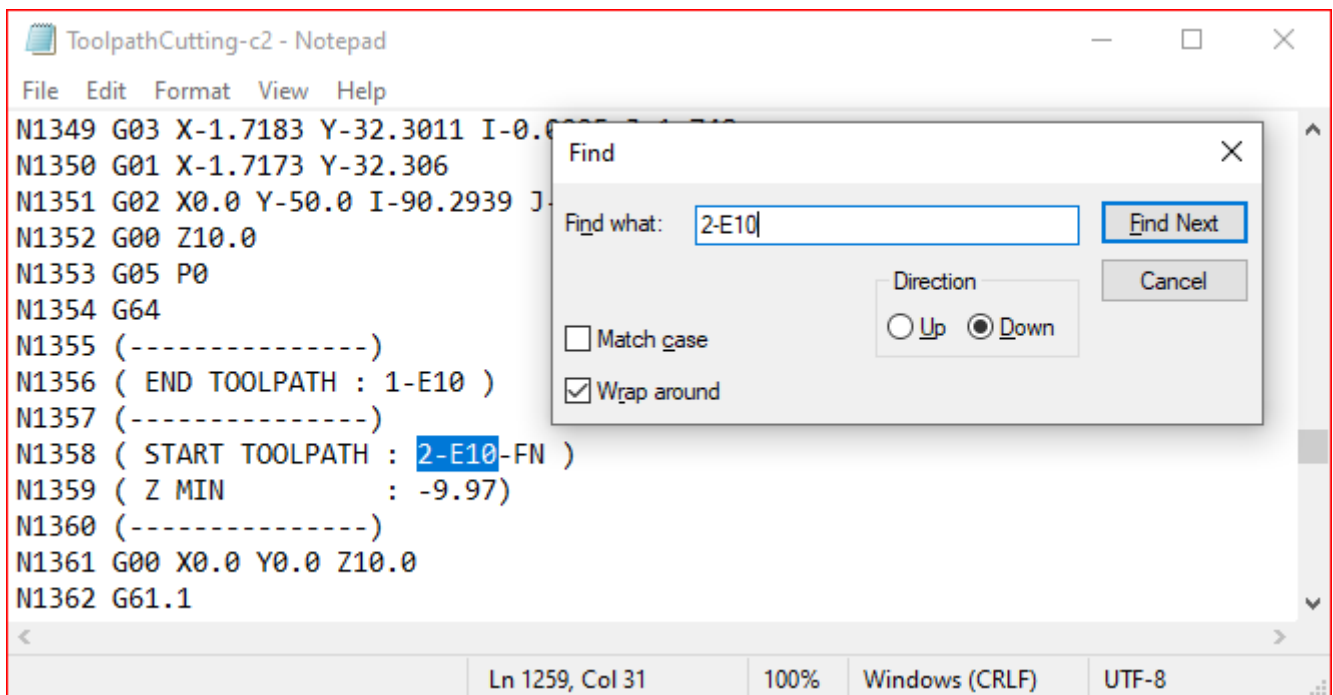 ToolpathCutting-c2 - Notepad
File Edit Format View Help
N1349 G03 X-1.7183 Y-32.3011
N1350 G01 X-1.7173 Y-32.306
N1351 G02 X0.0 Y-50.0 I-90.2939
N1352 G00 Z10.0
N1353 G05 P0
N1354 G64
N1355 (---------------)
N1356 ( END TOOLPATH : 1-E10 )
N1357 (---------------)
N1358 ( START TOOLPATH : 2-E10-FN )
N1359 ( Z MIN          : -9.97)
N1360 (---------------)
N1361 G00 X0.0 Y0.0 Z10.0
N1362 G61.1
Find
Find what: 2-E10
Find Next
Direction
Cancel
Up Down
Match case
Wrap around
Ln 1259, Col 31 100% Windows (CRLF) UTF-8